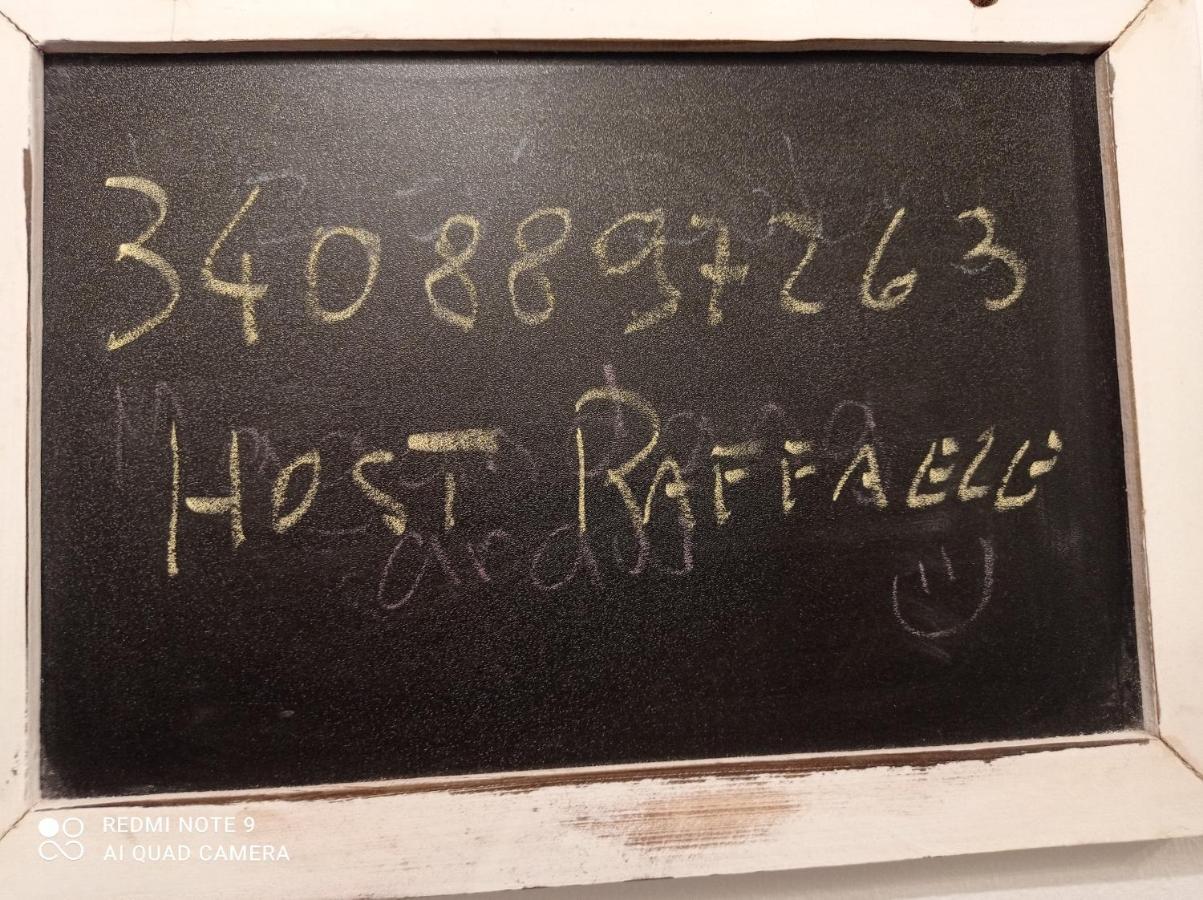 3408897263
HOST RAFFAELE
REDMI NOTE 9
AI QUAD CAMERA